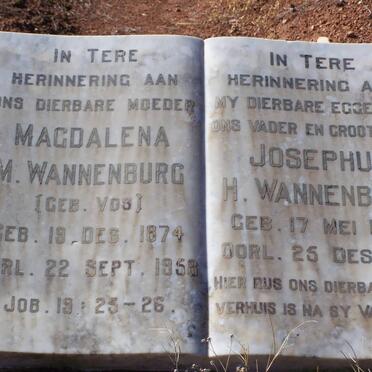 IN TERE
HERINNERING AAN
ONS DIERBARE MOEDER
MAGDALENA
M. WANNENBURG
(GEB. VOS)
GEB. 19 DES. 1874
ORL. 22 SEPT. 1958
JOB. 19: 25-26.
IN TERE
HERINNERING A
MY DIERBARE EGGE
ONS VADER EN GROOT
JOSEPHU
H. WANNENB
GEB. 17 MEI
OORL. 25 DES
HIER RUS ONS DIERBA
VERHUIS IS NA SY VA